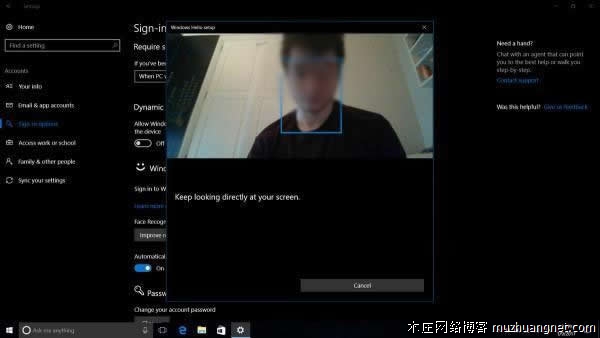 Settings
Home
Find a setting
Accounts
Your info
Email & app accounts
Sign-in options
Access work or school
Family & other people
Sync your settings
Sign-in
Require s
If you've bee
When PC w
Dynamic
Allow Windo
the device
Off
Wind
Sign in to W
Learn more
Face Recogn
Improve re
Automatical
On
Passw
Change your account password
Windows Hello setup
Keep looking directly at your screen.
Cancel
Need a hand?
Chat with an agent that can point
you to the best help or walk you
step-by-step.
Contact support
Was this helpful? Give us feedback
Ask me anything
本庄网络博客 muzhuangnet.com